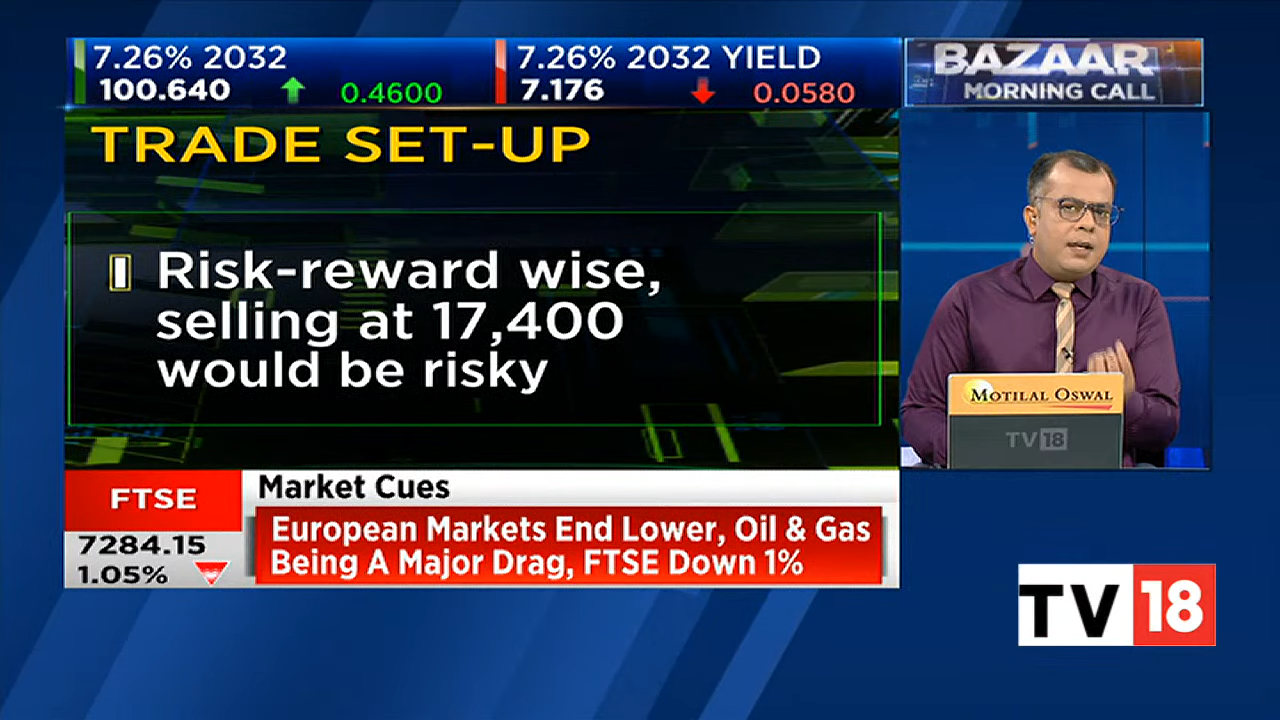 7.26% 2032
100.640
0.4600
7.26% 2032 YIELD
7.176
0.0580
BAZAAR
MORNING CALL
TRADE SET-UP
Risk-reward wise,
selling at 17,400
would be risky
MOTILAL OSWAL
TV18
FTSE
7284.15
1.05%
Market Cues
European Markets End Lower, Oil & Gas
Being A Major Drag, FTSE Down 1%
TV18